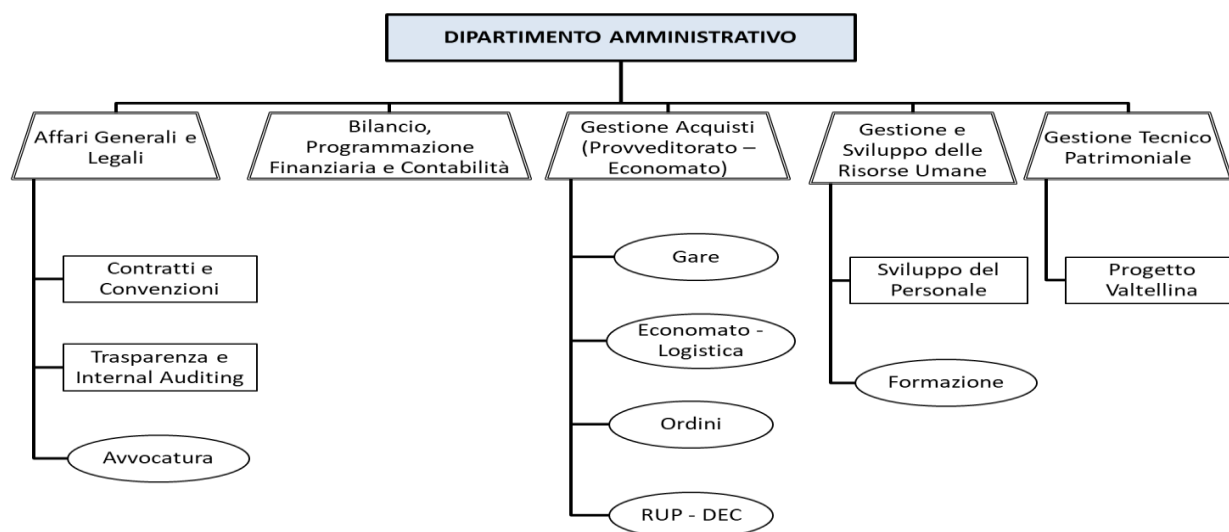 DIPARTIMENTO AMMINISTRATIVO
Affari Generali e
Legali
Bilancio,
Programmazione
Finanziaria e Contabilità
Gestione Acquisti
(Provveditorato –
Economato)
Gestione e
Sviluppo delle
Risorse Umane
Gestione Tecnico
Patrimoniale
Contratti e
Convenzioni
Trasparenza e
Internal Auditing
Avvocatura
Gare
Economato -
Logistica
Ordini
RUP - DEC
Sviluppo del
Personale
Formazione
Progetto
Valtellina